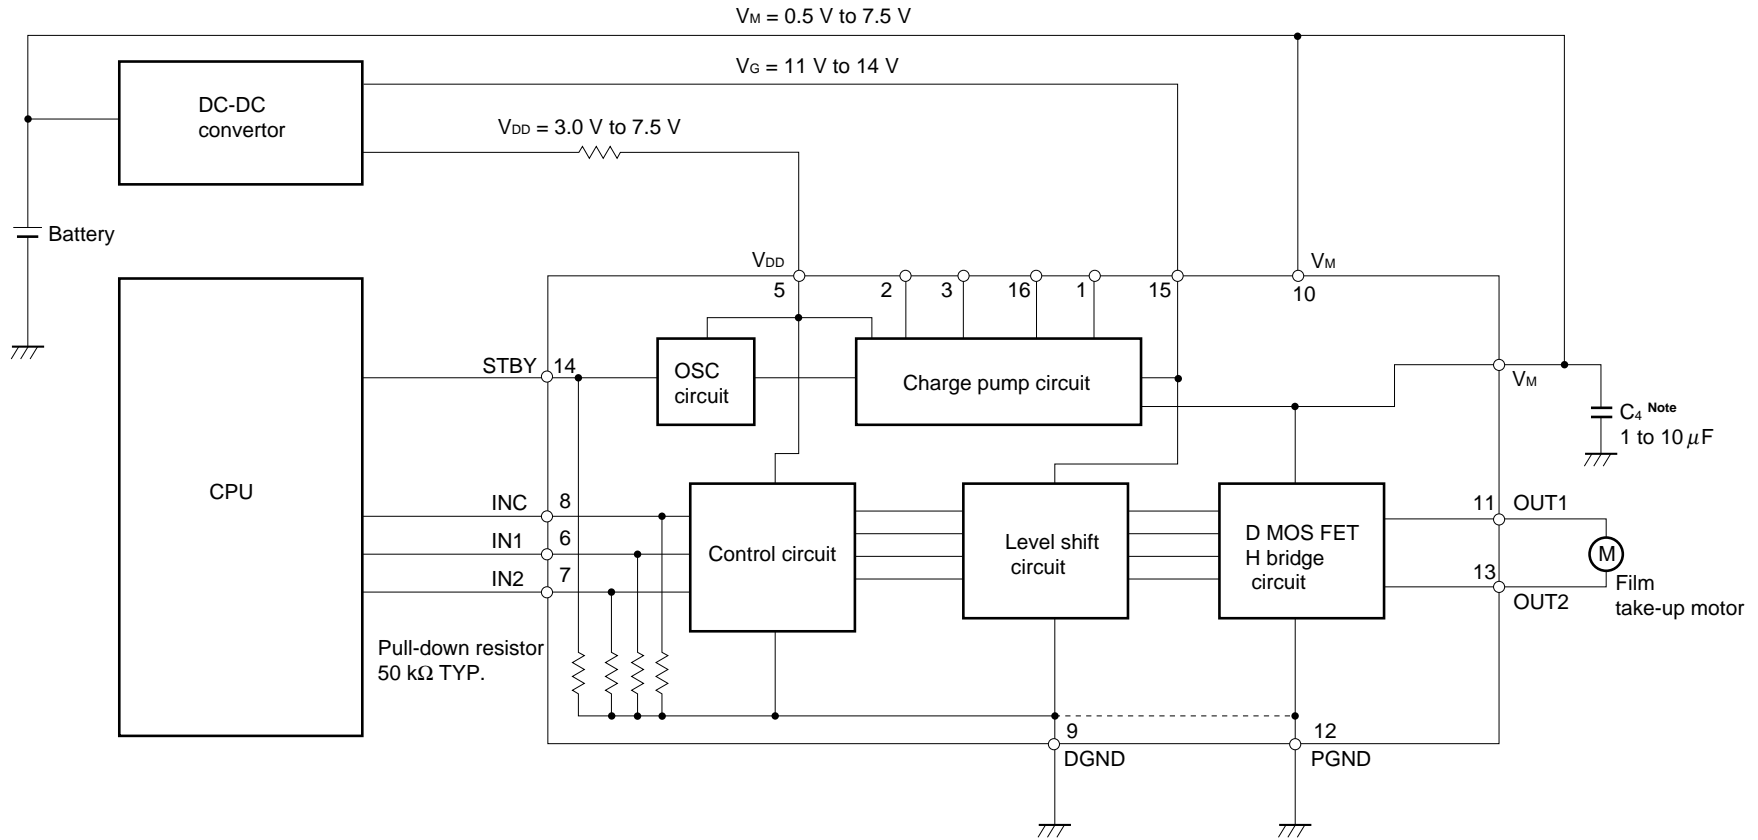 VM = 0.5 V to 7.5 V
VG = 11 V to 14 V
DC-DC
convertor
VDD = 3.0 V to 7.5 V
Battery
VDD
VM
5
2
3
16
1
15
10
STBY
14
OSC
circuit
Charge pump circuit
VM
C4 Note
1 to 10 µF
CPU
INC
8
IN1
6
IN2
7
Control circuit
Level shift
circuit
D MOS FET
H bridge
circuit
11
OUT1
M
13
OUT2
Film
take-up motor
Pull-down resistor
50 kΩ TYP.
9
DGND
12
PGND